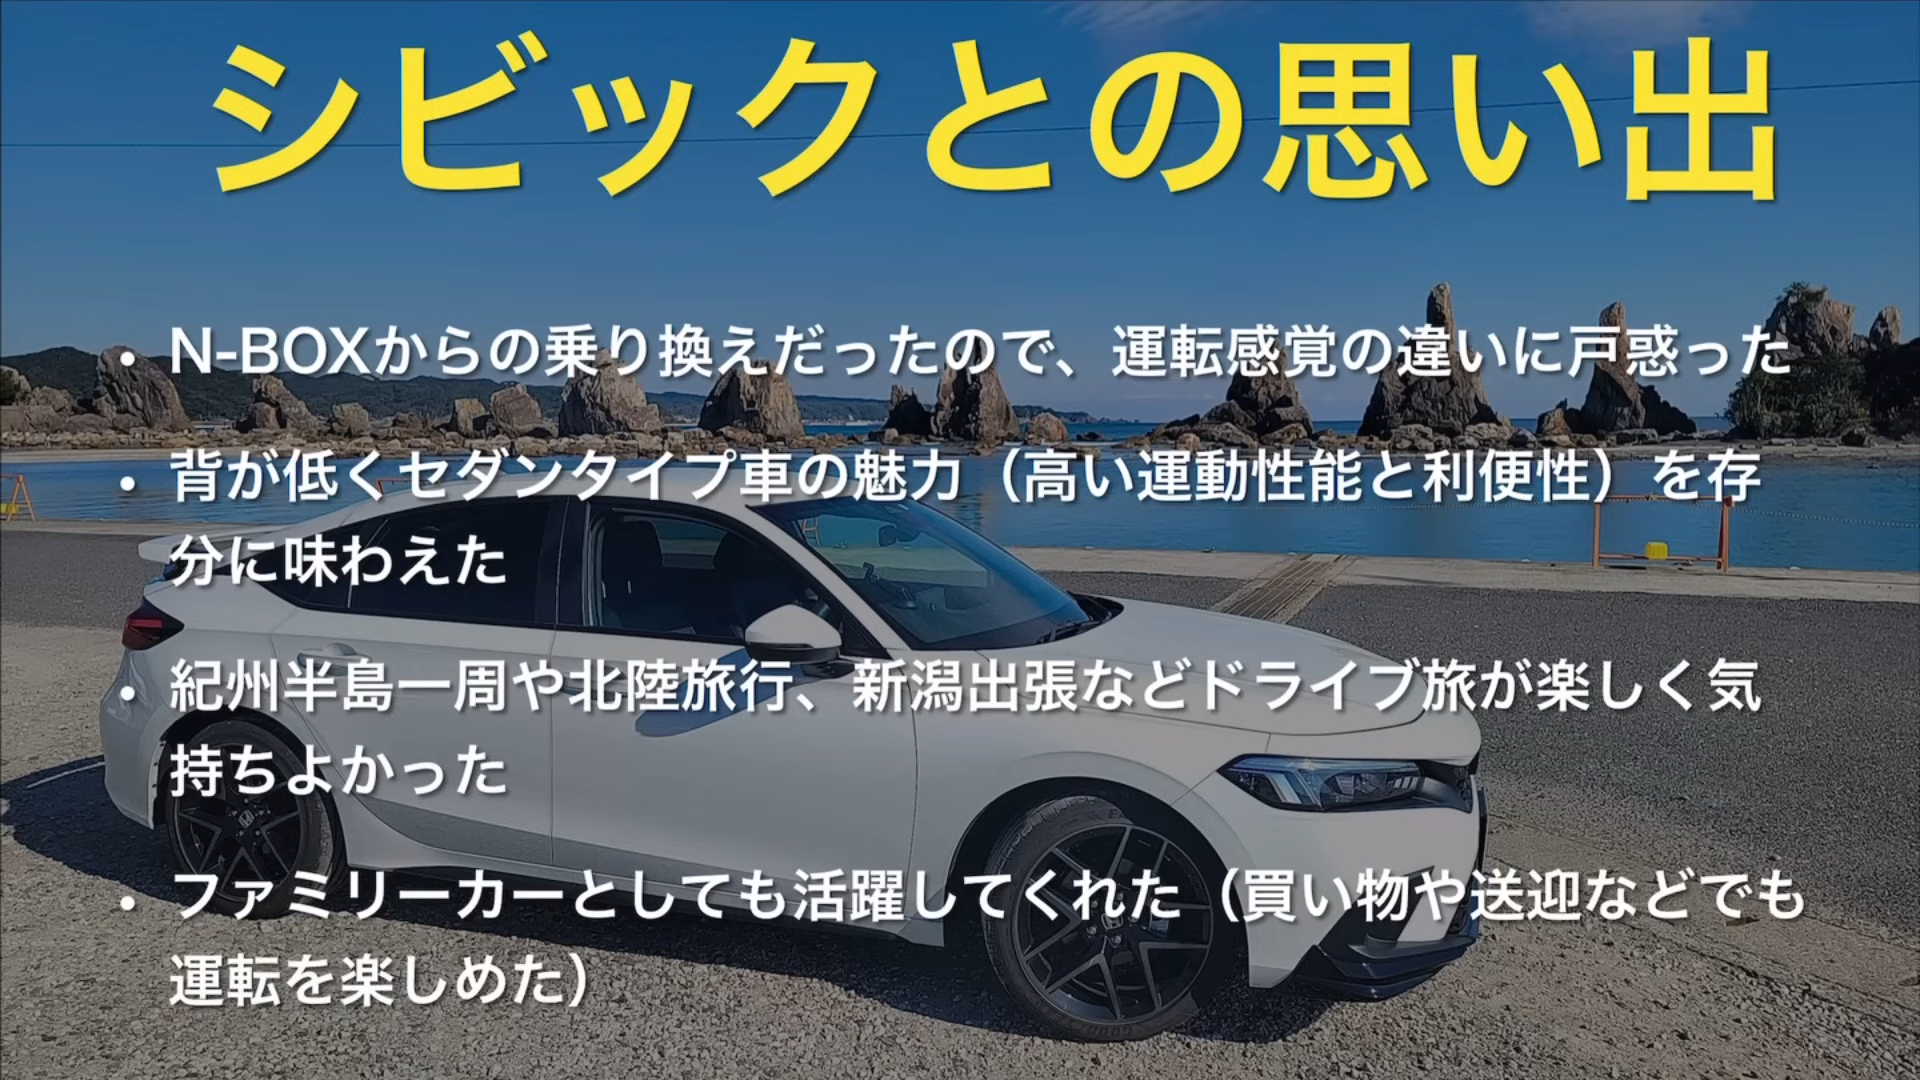 シビックとの思い出
• N-BOXからの乗り換えだったので、運転感覚の違いに戸惑った
• 背が低くセダンタイプ車の魅力（高い運動性能と利便性）を存
分に味わえた
• 紀州半島一周や北陸旅行、新潟出張などドライブ旅が楽しく気
持ちよかった
• ファミリーカーとしても活躍してくれた（買い物や送迎などでも
運転を楽しめた）